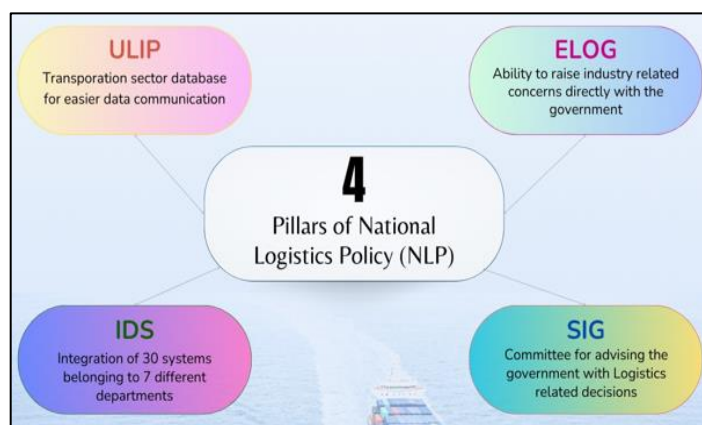 ULIP
Transporation sector database
for easier data communication
ELOG
Ability to raise industry related
concerns directly with the
government
4
Pillars of National
Logistics Policy (NLP)
IDS
Integration of 30 systems
belonging to 7 different
departments
SIG
Committee for advising the
government with Logistics
related decisions